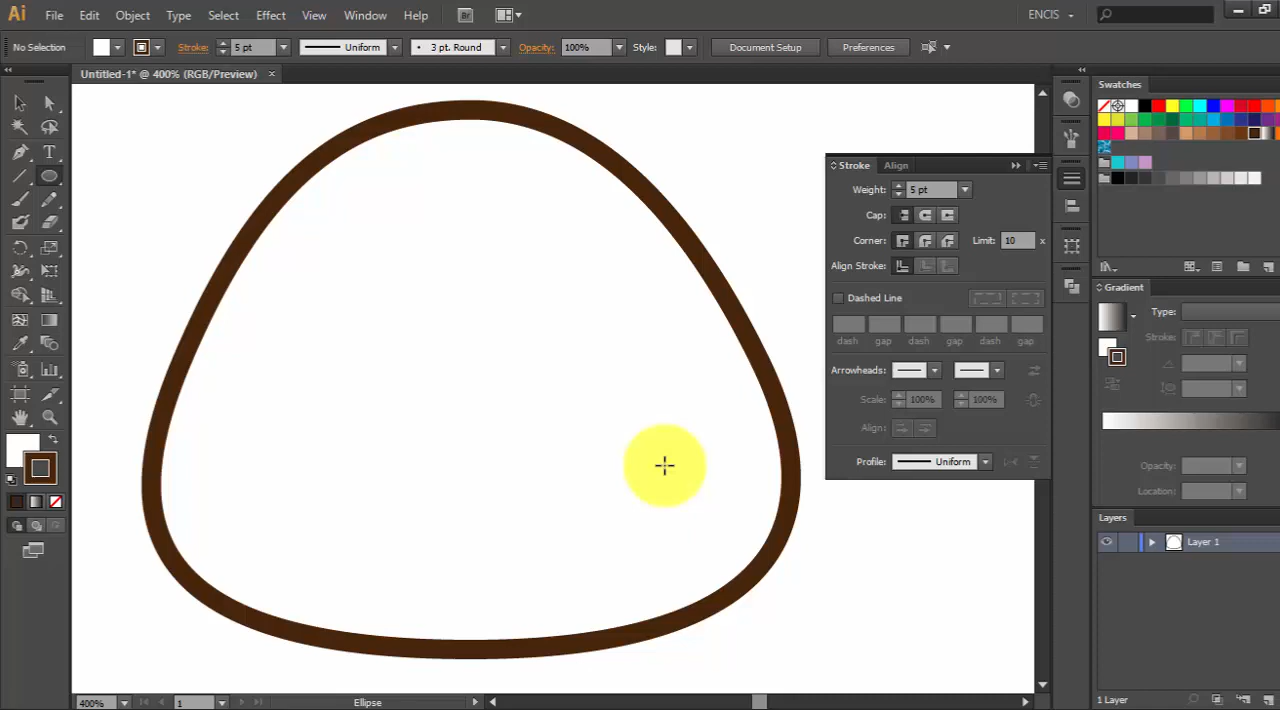 Ai File Edit Object Type Select Effect View Window Help Br ENCIS
No Selection Stroke: 5 pt Uniform 3 pt. Round Opacity: 100% Style: Document Setup Preferences
Untitled-1* @ 400% (RGB/Preview) ×
Swatches
Stroke Align
Weight: 5 pt
Cap:
Corner: Limit: 10 x
Align Stroke:
Dashed Line
dash gap dash gap dash gap
Arrowheads:
Scale: 100% 100%
Align:
Profile: Uniform
Gradient
Type:
Stroke:
Opacity:
Location:
Layers
Layer 1
1 Layer
400% 1 Ellipse
T